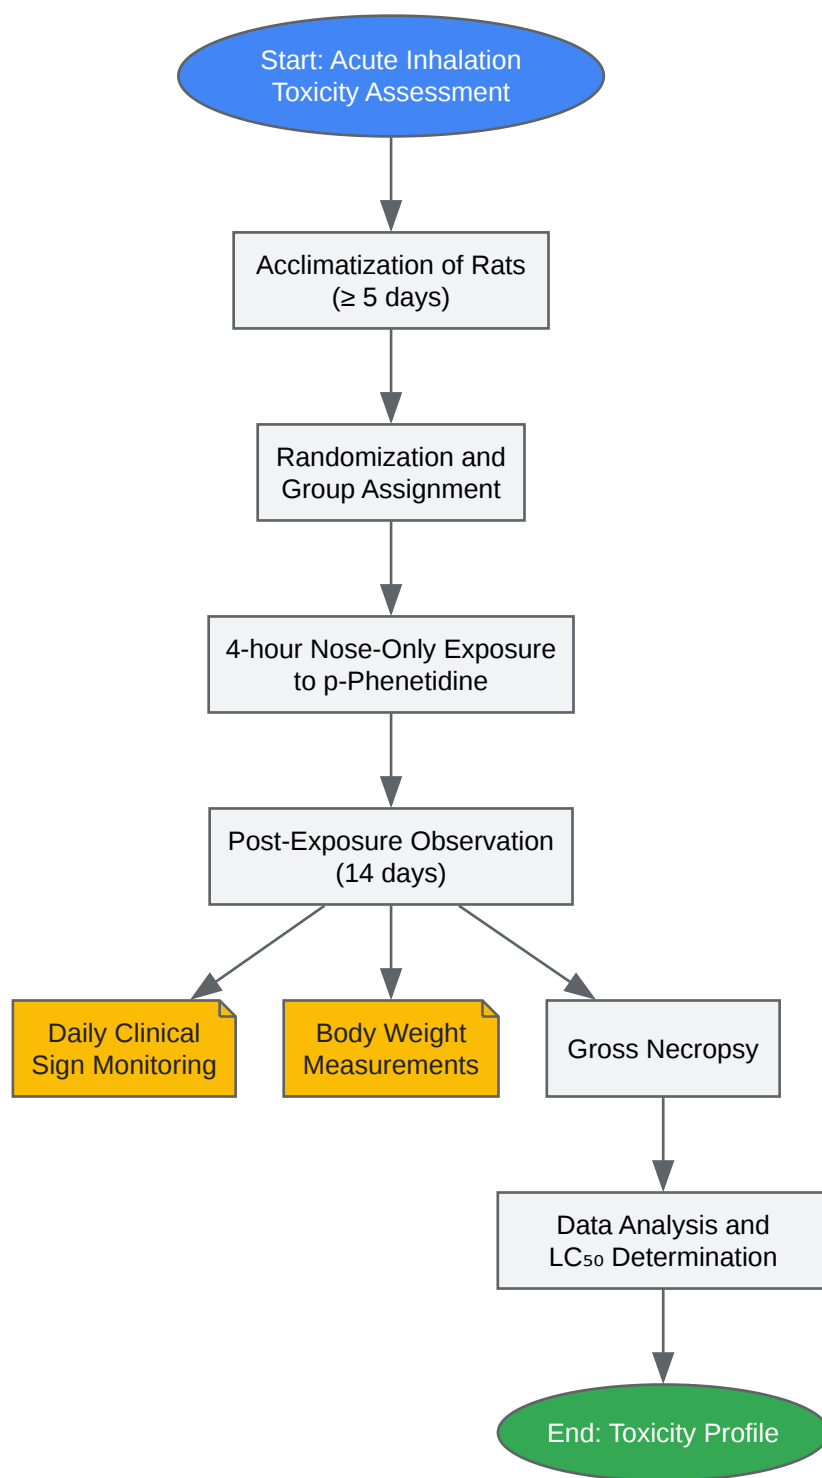 Start: Acute Inhalation
Toxicity Assessment
Acclimatization of Rats
(≥ 5 days)
Randomization and
Group Assignment
4-hour Nose-Only Exposure
to p-Phenetidine
Post-Exposure Observation
(14 days)
Daily Clinical
Sign Monitoring
Body Weight
Measurements
Gross Necropsy
Data Analysis and
LC₅₀ Determination
End: Toxicity Profile